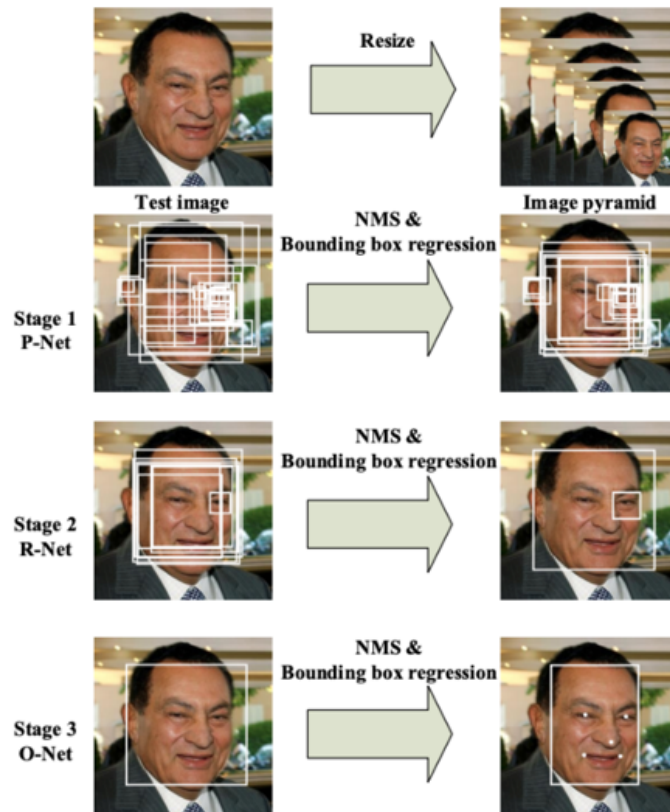 Resize
Test image
Image pyramid
NMS &
Bounding box regression
Stage 1
P-Net
NMS &
Bounding box regression
Stage 2
R-Net
NMS &
Bounding box regression
Stage 3
O-Net